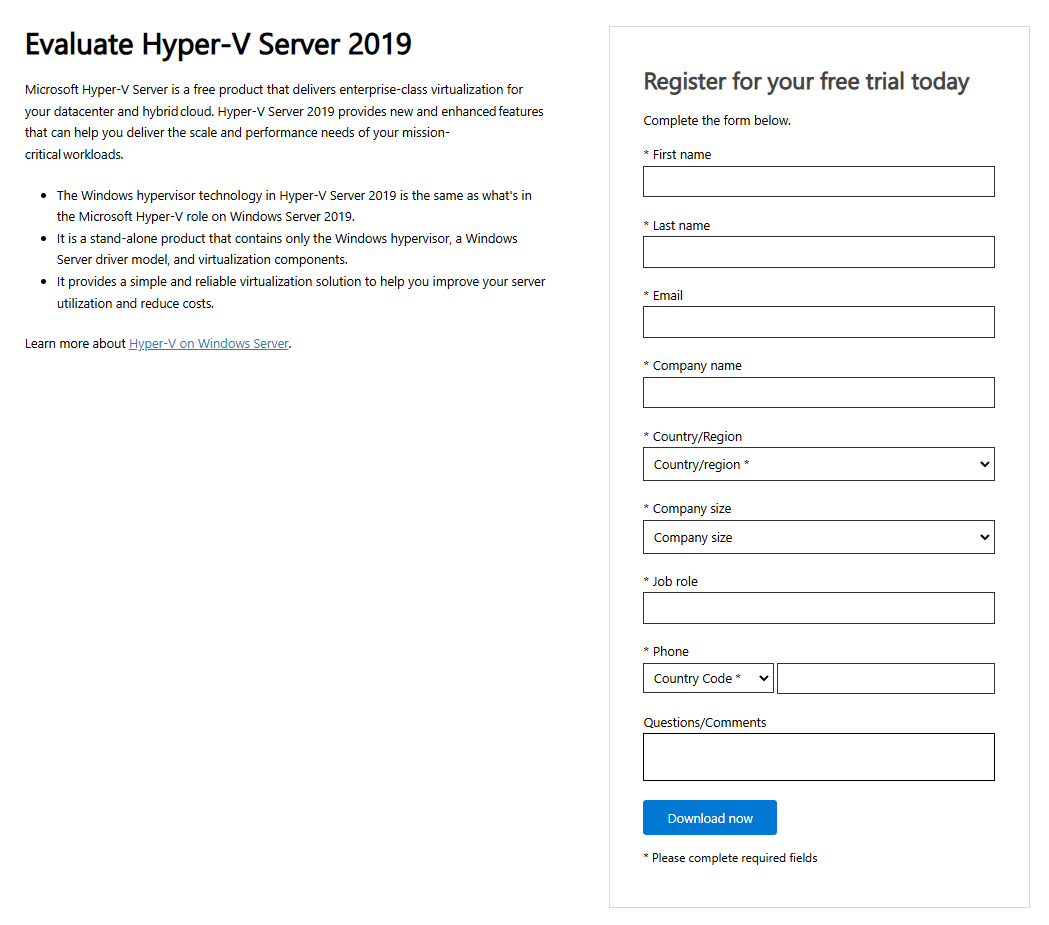 Evaluate Hyper-V Server 2019
Microsoft Hyper-V Server is a free product that delivers enterprise-class virtualization for
your datacenter and hybrid cloud. Hyper-V Server 2019 provides new and enhanced features
that can help you deliver the scale and performance needs of your mission-
critical workloads.
• The Windows hypervisor technology in Hyper-V Server 2019 is the same as what's in
the Microsoft Hyper-V role on Windows Server 2019.
• It is a stand-alone product that contains only the Windows hypervisor, a Windows
Server driver model, and virtualization components.
• It provides a simple and reliable virtualization solution to help you improve your server
utilization and reduce costs.
Learn more about Hyper-V on Windows Server.
Register for your free trial today
Complete the form below.
* First name
* Last name
* Email
* Company name
* Country/Region
Country/region *
* Company size
Company size
* Job role
* Phone
Country Code *
Questions/Comments
Download now
* Please complete required fields